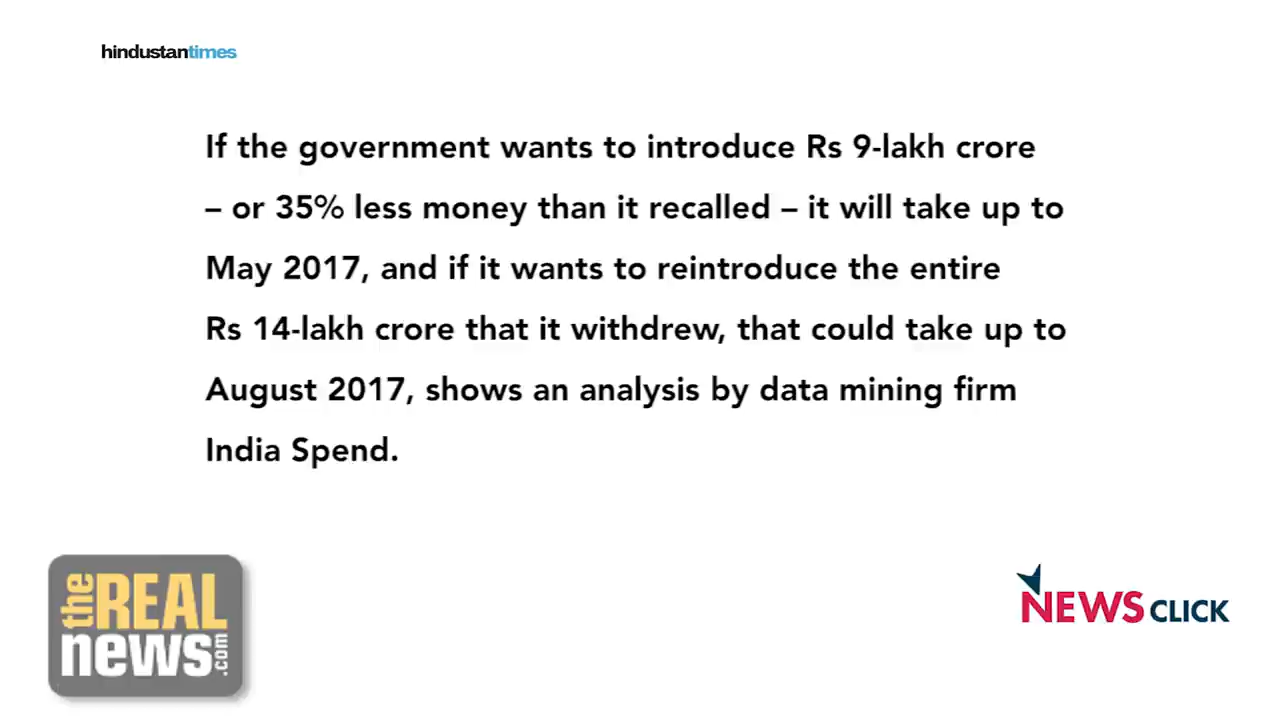 hindustantimes
If the government wants to introduce Rs 9-lakh crore
– or 35% less money than it recalled – it will take up to
May 2017, and if it wants to reintroduce the entire
Rs 14-lakh crore that it withdrew, that could take up to
August 2017, shows an analysis by data mining firm
India Spend.
the REAL
news.com
NEWS CLICK